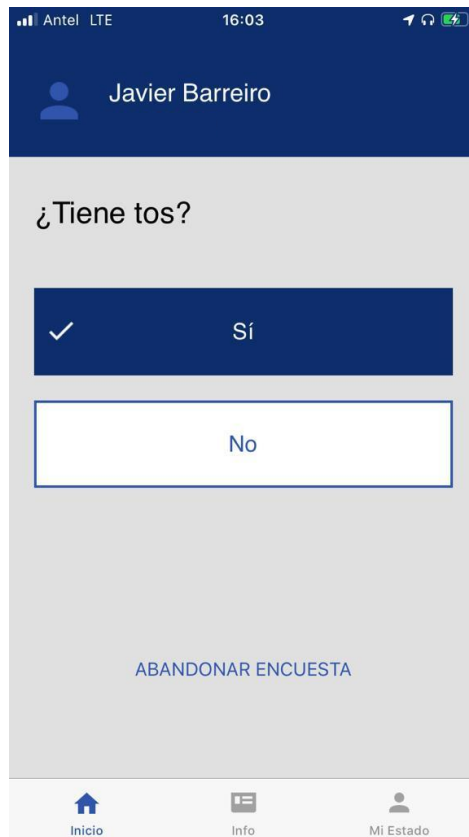 Antel LTE 16:03
Javier Barreiro
¿Tiene tos?
Sí
No
ABANDONAR ENCUESTA
Inicio Info Mi Estado